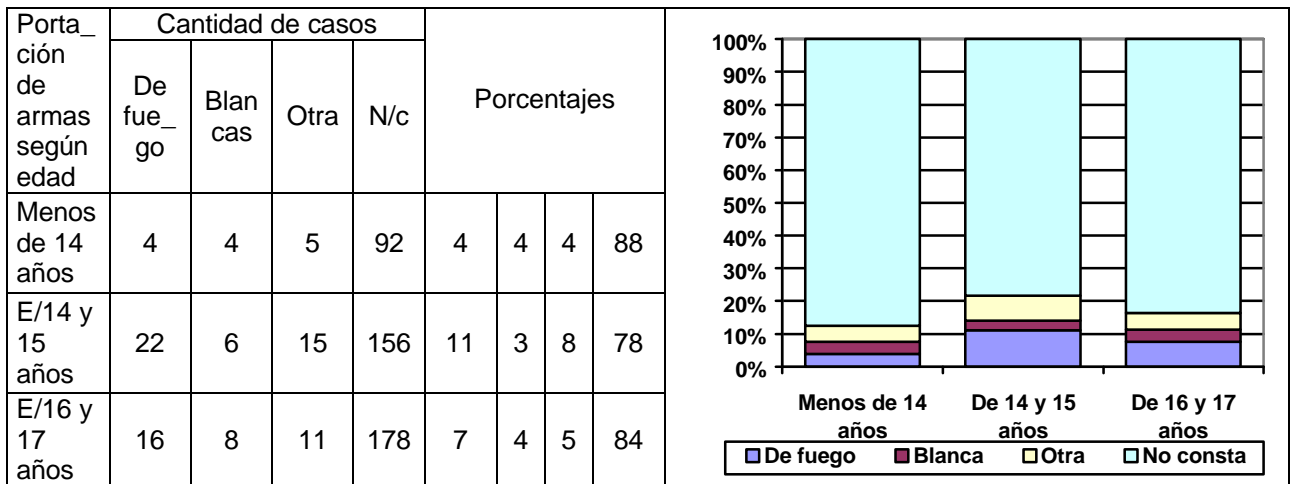 Porta_
ción
de
armas
según
edad
Cantidad de casos
De
fue_
go
Blan
cas
Otra
N/c
Porcentajes
Menos
de 14
años
4 4 5 92 4 4 4 88
E/14 y
15
años
22 6 15 156 11 3 8 78
E/16 y
17
años
16 8 11 178 7 4 5 84
100%
90%
80%
70%
60%
50%
40%
30%
20%
10%
0%
Menos de 14
años
De 14 y 15
años
De 16 y 17
años
De fuego Blanca Otra No consta